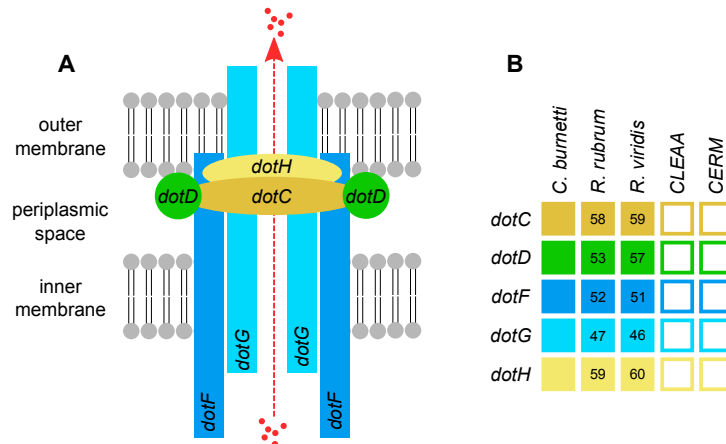 A
outer
membrane
periplasmic
space
inner
membrane
dotH
dotC
dotD
dotD
dotG
dotG
dotF
dotF
B
C. burnetti
R. rubrum
R. viridis
CLEAA
CERM
dotC 58 59
dotD 53 57
dotF 52 51
dotG 47 46
dotH 59 60